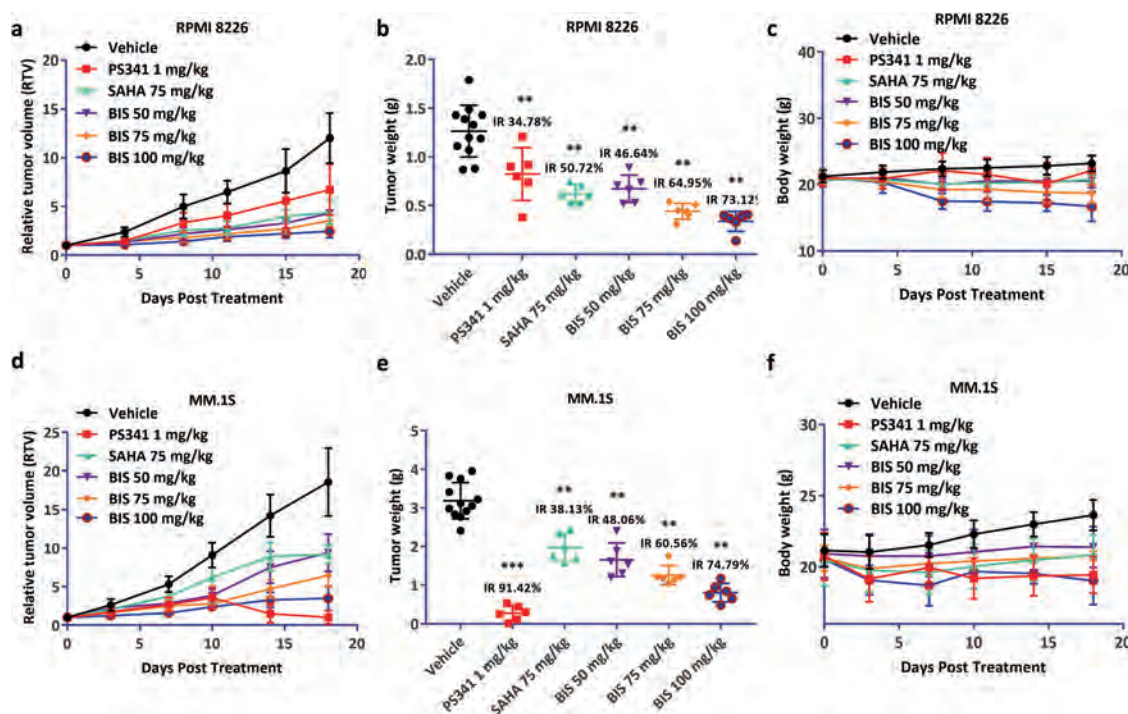 a
RPMI 8226
Relative tumor volume (RTV)
20
15
10
5
0
Vehicle
PS341 1 mg/kg
SAHA 75 mg/kg
BIS 50 mg/kg
BIS 75 mg/kg
BIS 100 mg/kg
0 5 10 15 20
Days Post Treatment
b
RPMI 8226
Tumor weight (g)
2.0
1.5
1.0
0.5
0.0
**
IR 34.78%
**
IR 50.72%
**
IR 46.64%
**
IR 64.95%
**
IR 73.12%
Vehicle
PS341 1 mg/kg
SAHA 75 mg/kg
BIS 50 mg/kg
BIS 75 mg/kg
BIS 100 mg/kg
c
RPMI 8226
Body weight (g)
40
30
20
10
Vehicle
PS341 1 mg/kg
SAHA 75 mg/kg
BIS 50 mg/kg
BIS 75 mg/kg
BIS 100 mg/kg
0 5 10 15 20
Days Post Treatment
d
MM.1S
Relative tumor volume (RTV)
25
20
15
10
5
0
Vehicle
PS341 1 mg/kg
SAHA 75 mg/kg
BIS 50 mg/kg
BIS 75 mg/kg
BIS 100 mg/kg
0 5 10 15 20
Days Post Treatment
e
MM.1S
Tumor weight (g)
5
4
3
2
1
0
***
IR 91.42%
**
IR 38.13%
**
IR 48.06%
**
IR 60.56%
**
IR 74.79%
Vehicle
PS341 1 mg/kg
SAHA 75 mg/kg
BIS 50 mg/kg
BIS 75 mg/kg
BIS 100 mg/kg
f
MM.1S
Body weight (g)
30
25
20
Vehicle
PS341 1 mg/kg
SAHA 75 mg/kg
BIS 50 mg/kg
BIS 75 mg/kg
BIS 100 mg/kg
0 5 10 15 20
Days Post Treatment